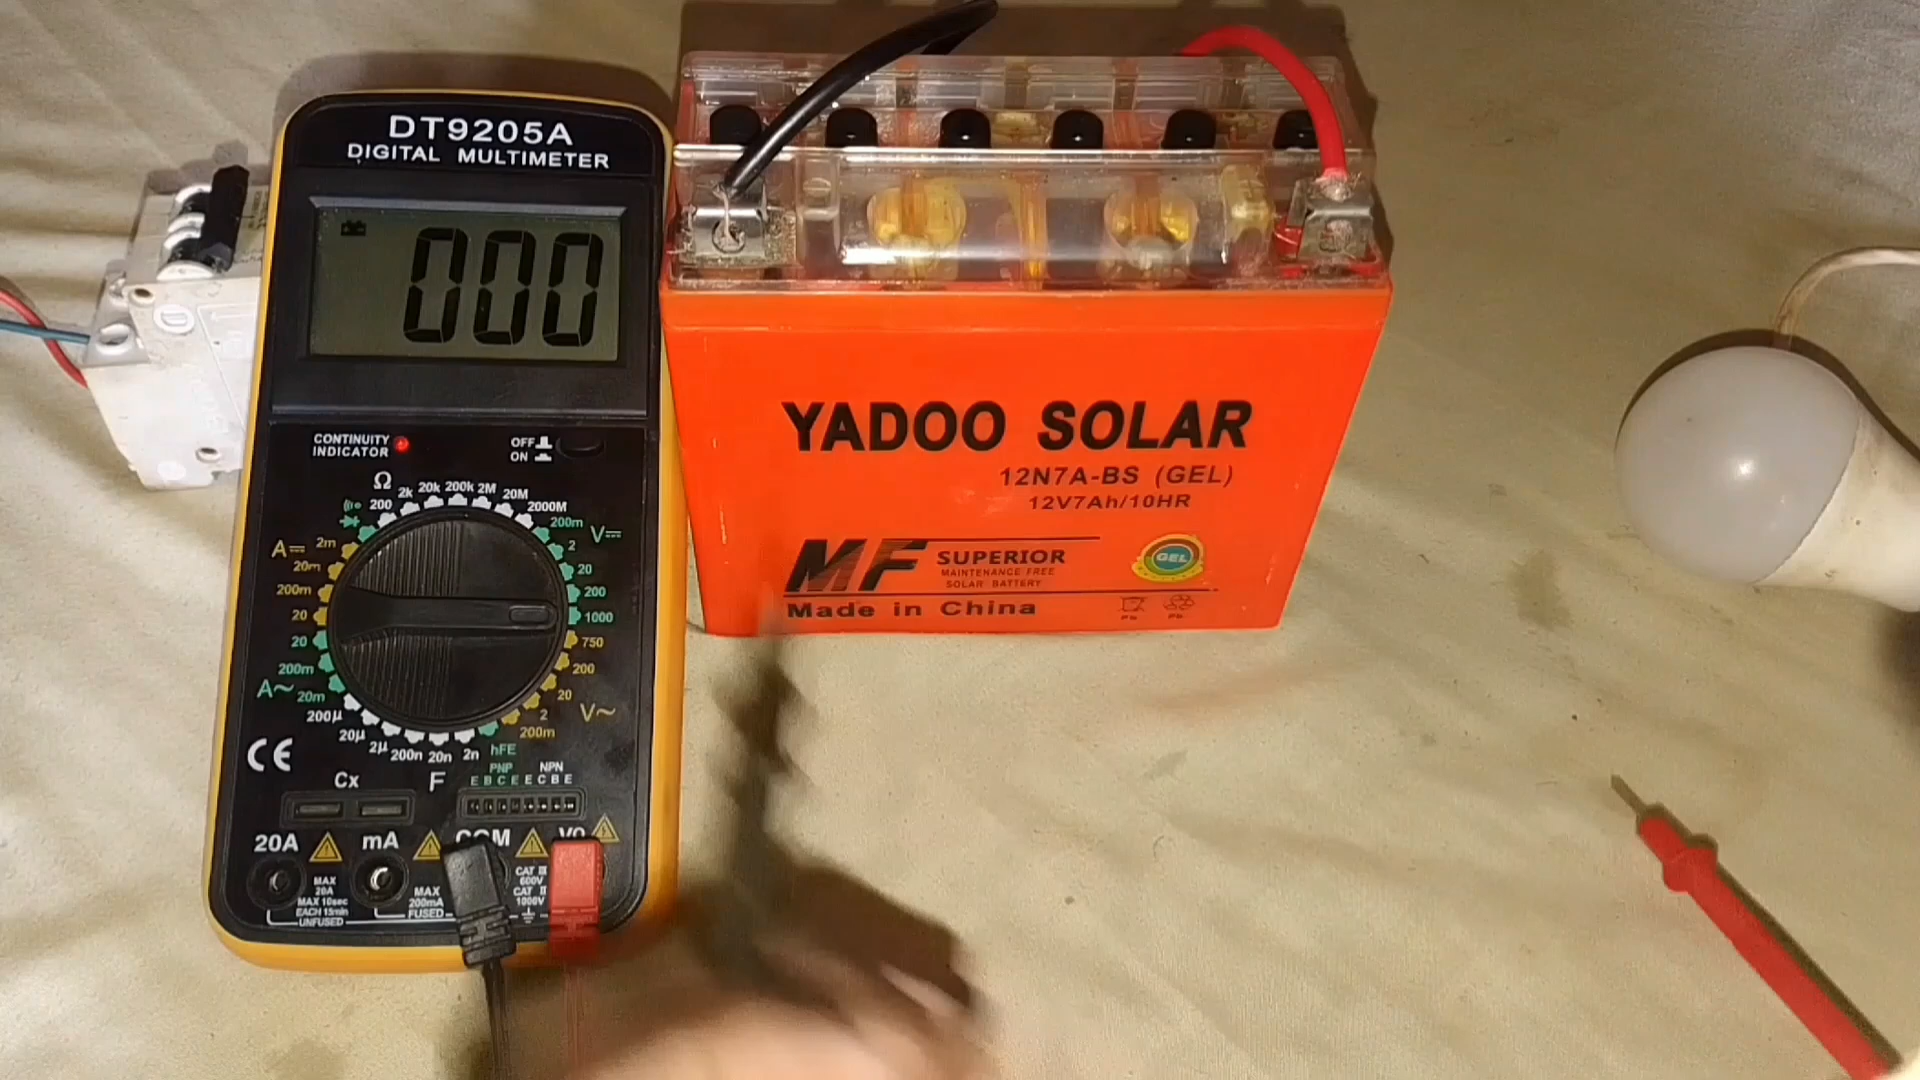 DT9205A
DIGITAL MULTIMETER
000
CONTINUITY
INDICATOR
OFF
ON
Ω
200
2k
20k
200k
2M
20M
2000M
V⎓
200m
2
20
200
1000
V~
750
200
20
2
200m
A⎓
2m
20m
200m
20
A~
20
200m
20m
200µ
20µ
2µ
200n
20n
2n
hFE
Cx
F
PNP
NPN
E B C E E C B E
CE
20A
mA
COM
VΩ
MAX
20A
MAX 10sec
EACH 15min
UNFUSED
MAX
200mA
FUSED
CAT III
600V
CAT II
1000V
YADOO SOLAR
12N7A-BS (GEL)
12V7Ah/10HR
MF SUPERIOR
MAINTENANCE FREE
SOLAR BATTERY
GEL
Made in China
Pb
Pb